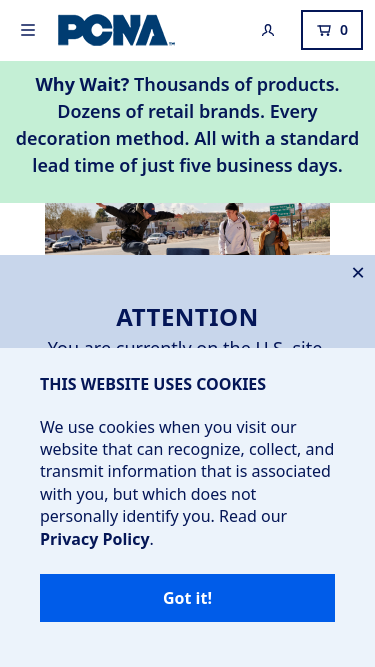 PCNA
0
Why Wait? Thousands of products.
Dozens of retail brands. Every
decoration method. All with a standard
lead time of just five business days.
ATTENTION
You are currently on the U.S. site.
THIS WEBSITE USES COOKIES
We use cookies when you visit our
website that can recognize, collect, and
transmit information that is associated
with you, but which does not
personally identify you. Read our
Privacy Policy.
Got it!